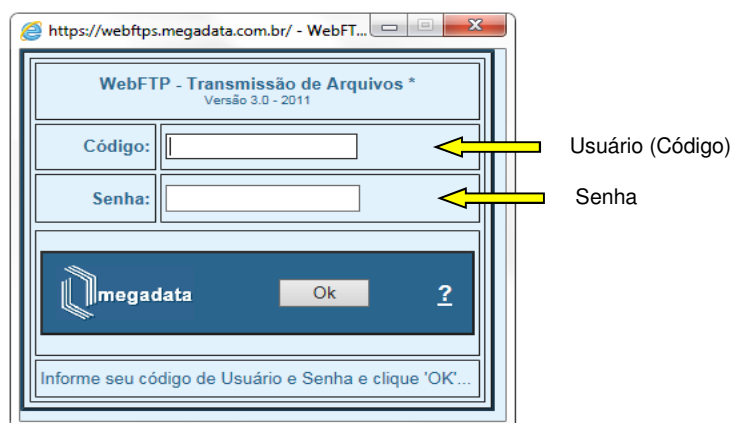 https://webftps.megadata.com.br/ - WebFT...
WebFTP - Transmissão de Arquivos *
Versão 3.0 - 2011
Código:
Usuário (Código)
Senha:
Senha
megadata
Ok
?
Informe seu código de Usuário e Senha e clique 'OK'...